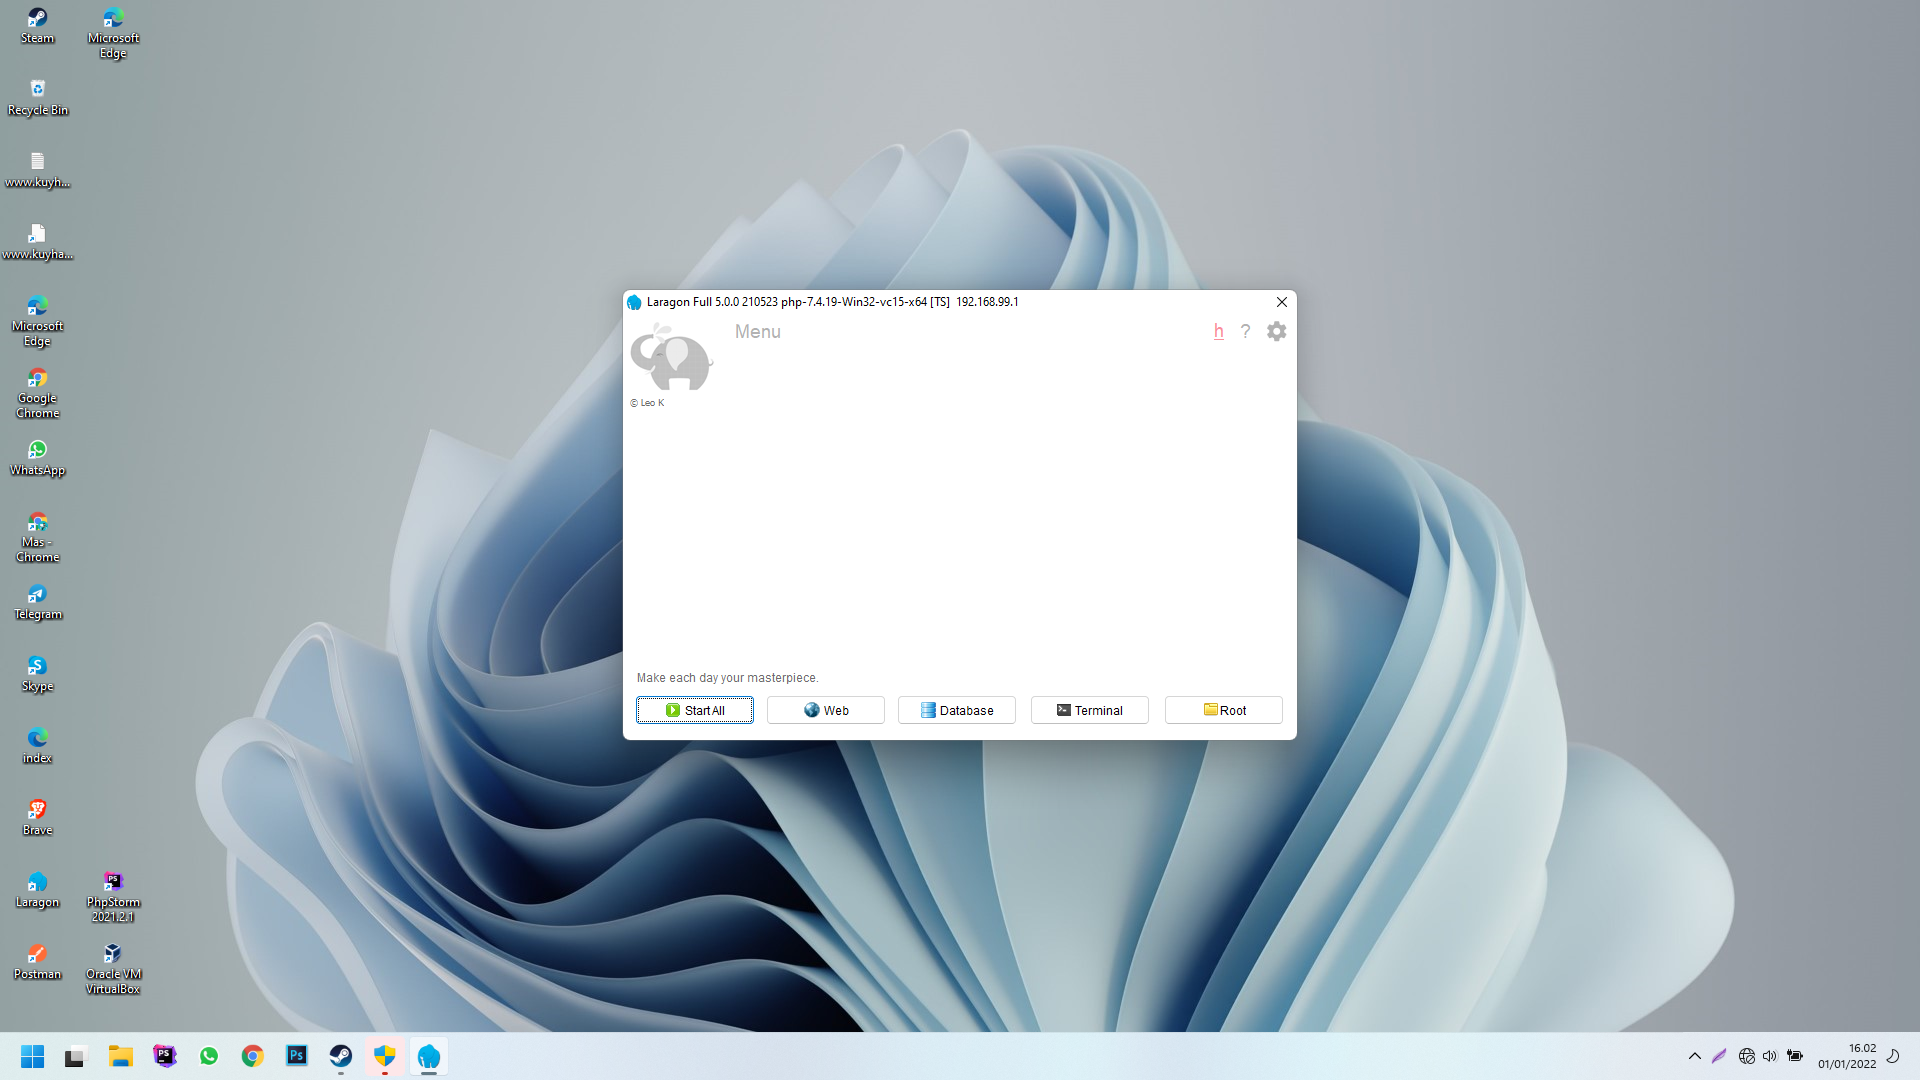 Steam
Microsoft
Edge
Recycle Bin
www.kuyh...
www.kuyha...
Microsoft
Edge
Google
Chrome
WhatsApp
Mas -
Chrome
Telegram
Skype
index
Brave
Laragon
PhpStorm
2021.2.1
Postman
Oracle VM
VirtualBox
Laragon Full 5.0.0 210523 php-7.4.19-Win32-vc15-x64 [TS]  192.168.99.1
Menu
h
?
© Leo K
Make each day your masterpiece.
Start All
Web
Database
Terminal
Root
PS
PS
Ps
16.02
01/01/2022